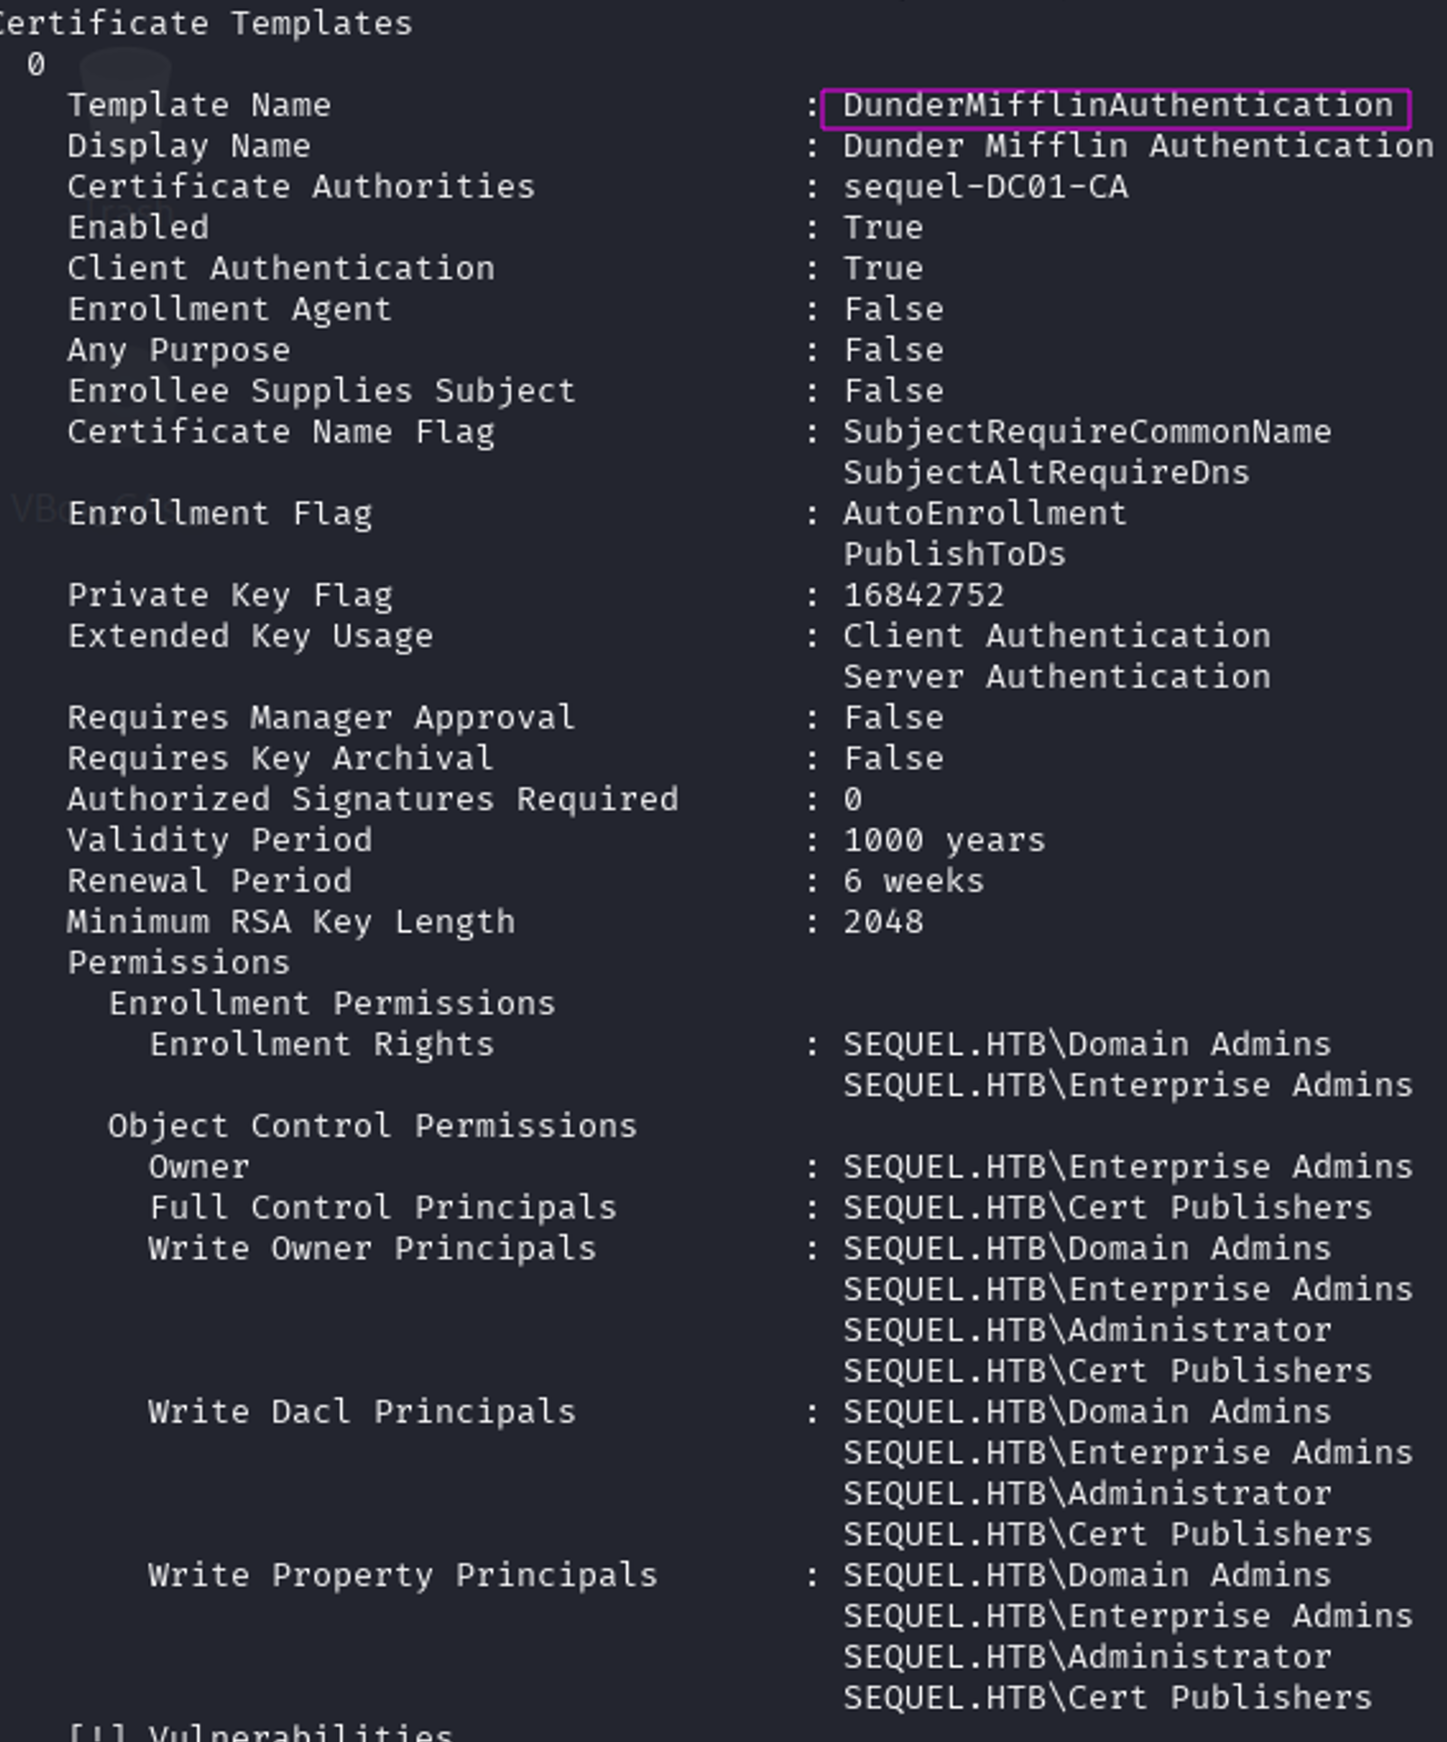 Certificate Templates
0
Template Name : DunderMifflinAuthentication
Display Name : Dunder Mifflin Authentication
Certificate Authorities : sequel-DC01-CA
Enabled : True
Client Authentication : True
Enrollment Agent : False
Any Purpose : False
Enrollee Supplies Subject : False
Certificate Name Flag : SubjectRequireCommonName
SubjectAltRequireDns
Enrollment Flag : AutoEnrollment
PublishToDs
Private Key Flag : 16842752
Extended Key Usage : Client Authentication
Server Authentication
Requires Manager Approval : False
Requires Key Archival : False
Authorized Signatures Required : 0
Validity Period : 1000 years
Renewal Period : 6 weeks
Minimum RSA Key Length : 2048
Permissions
Enrollment Permissions
Enrollment Rights : SEQUEL.HTB\Domain Admins
SEQUEL.HTB\Enterprise Admins
Object Control Permissions
Owner : SEQUEL.HTB\Enterprise Admins
Full Control Principals : SEQUEL.HTB\Cert Publishers
Write Owner Principals : SEQUEL.HTB\Domain Admins
SEQUEL.HTB\Enterprise Admins
SEQUEL.HTB\Administrator
SEQUEL.HTB\Cert Publishers
Write Dacl Principals : SEQUEL.HTB\Domain Admins
SEQUEL.HTB\Enterprise Admins
SEQUEL.HTB\Administrator
SEQUEL.HTB\Cert Publishers
Write Property Principals : SEQUEL.HTB\Domain Admins
SEQUEL.HTB\Enterprise Admins
SEQUEL.HTB\Administrator
SEQUEL.HTB\Cert Publishers
[!] Vulnerabilities